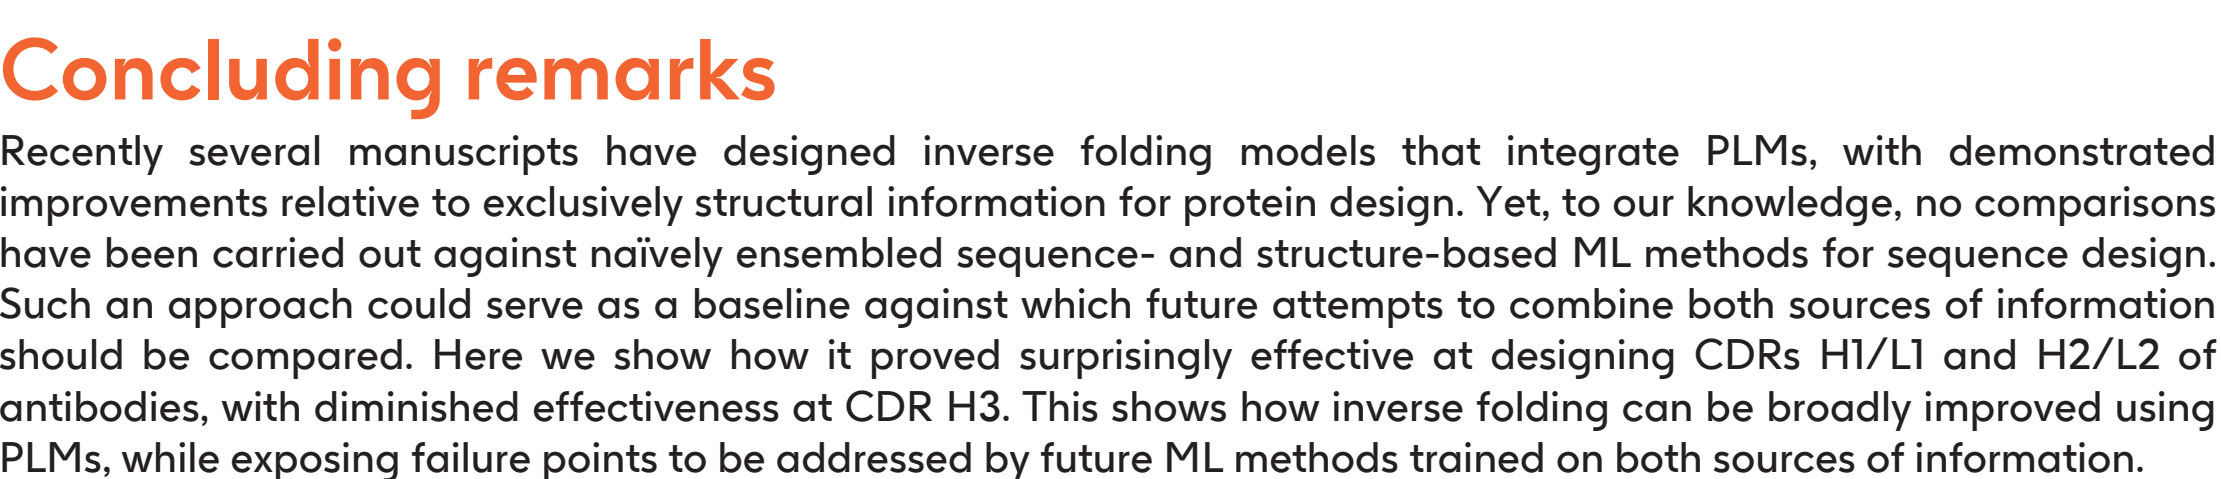 Concluding remarks
Recently several manuscripts have designed inverse folding models that integrate PLMs, with demonstrated
improvements relative to exclusively structural information for protein design. Yet, to our knowledge, no comparisons
have been carried out against naïvely ensembled sequence- and structure-based ML methods for sequence design.
Such an approach could serve as a baseline against which future attempts to combine both sources of information
should be compared. Here we show how it proved surprisingly effective at designing CDRs H1/L1 and H2/L2 of
antibodies, with diminished effectiveness at CDR H3. This shows how inverse folding can be broadly improved using
PLMs, while exposing failure points to be addressed by future ML methods trained on both sources of information.